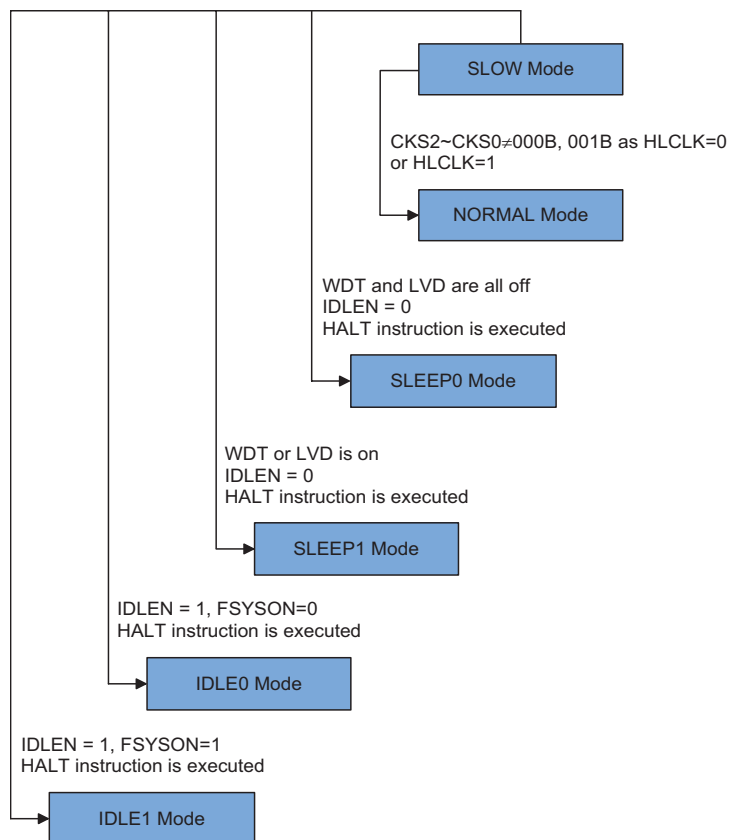 SLOW Mode
CKS2~CKS0≠000B, 001B as HLCLK=0
or HLCLK=1
NORMAL Mode
WDT and LVD are all off
IDLEN = 0
HALT instruction is executed
SLEEP0 Mode
WDT or LVD is on
IDLEN = 0
HALT instruction is executed
SLEEP1 Mode
IDLEN = 1, FSYSON=0
HALT instruction is executed
IDLE0 Mode
IDLEN = 1, FSYSON=1
HALT instruction is executed
IDLE1 Mode